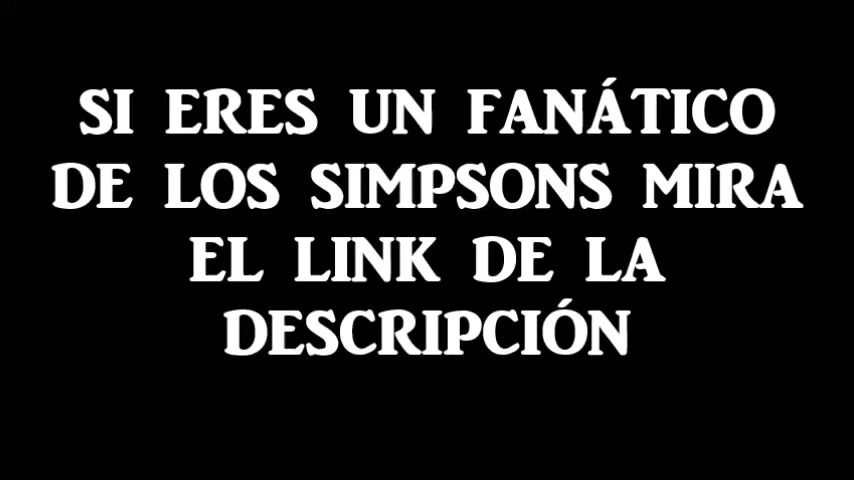 SI ERES UN FANÁTICO
DE LOS SIMPSONS MIRA
EL LINK DE LA
DESCRIPCIÓN